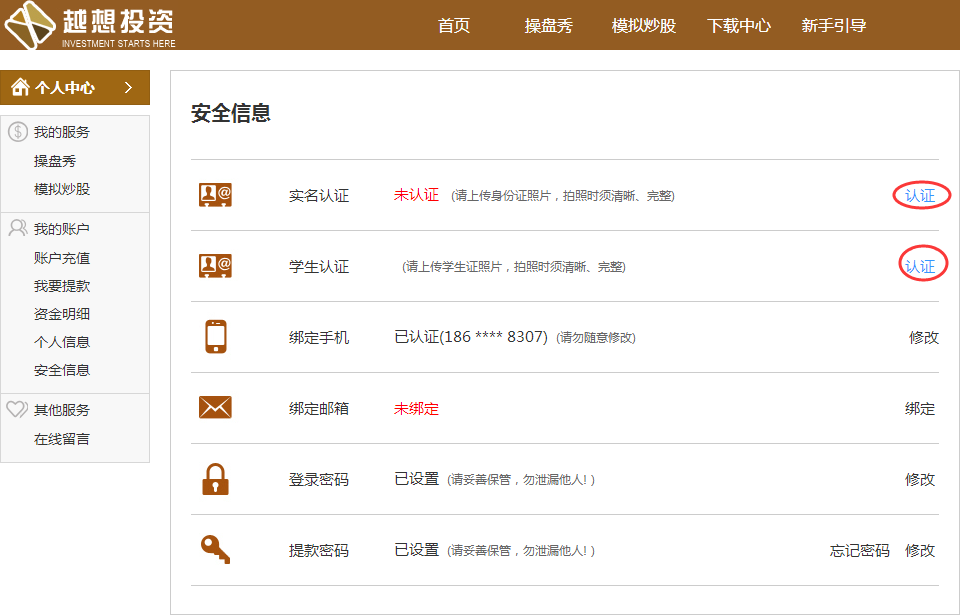 越想投资
INVESTMENT STARTS HERE
首页 操盘秀 模拟炒股 下载中心 新手引导
个人中心
我的服务
操盘秀
模拟炒股
我的账户
账户充值
我要提款
资金明细
个人信息
安全信息
其他服务
在线留言
安全信息
实名认证 未认证 (请上传身份证照片，拍照时须清晰、完整) 认证
学生认证 (请上传学生证照片，拍照时须清晰、完整) 认证
绑定手机 已认证(186 **** 8307) (请勿随意修改) 修改
绑定邮箱 未绑定 绑定
登录密码 已设置 (请妥善保管，勿泄漏他人! ) 修改
提款密码 已设置 (请妥善保管，勿泄漏他人! ) 忘记密码 修改